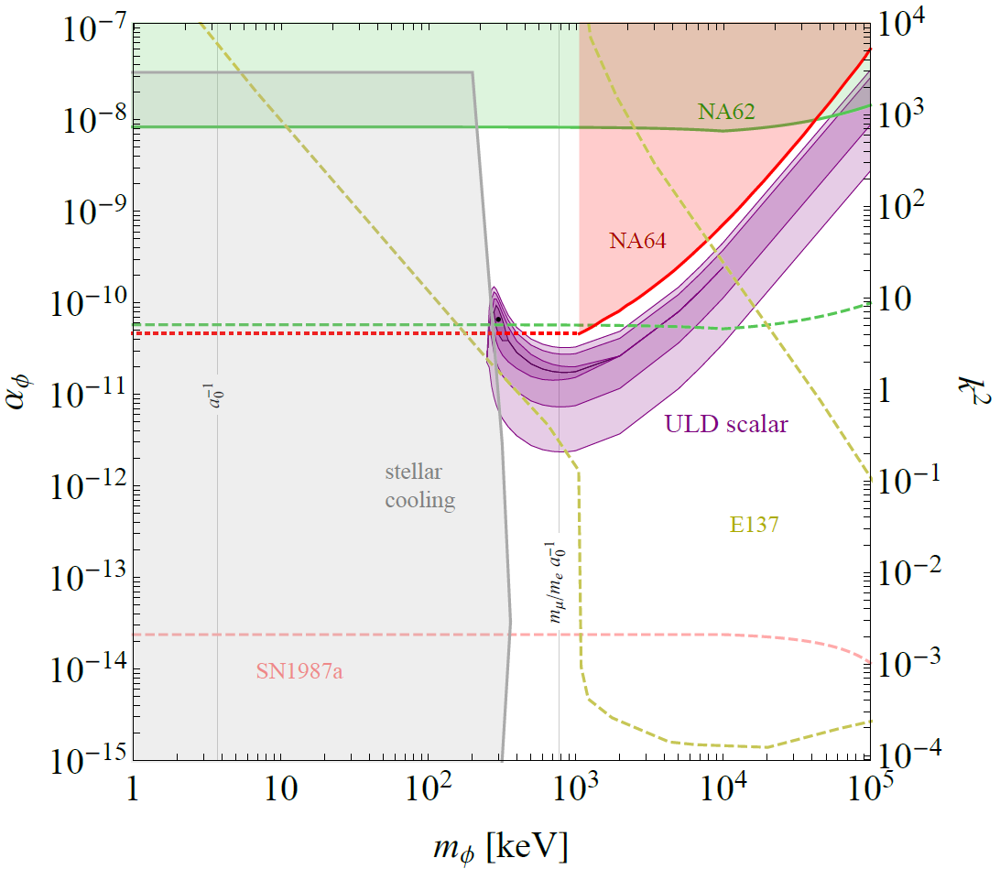 10⁻⁷
10⁻⁸
10⁻⁹
10⁻¹⁰
10⁻¹¹
10⁻¹²
10⁻¹³
10⁻¹⁴
10⁻¹⁵
α_ϕ
NA62
NA64
a₀⁻¹
ULD scalar
stellar
cooling
E137
m_μ/m_e a₀⁻¹
SN1987a
10⁴
10³
10²
10
1
10⁻¹
10⁻²
10⁻³
10⁻⁴
k²
1
10
10²
10³
10⁴
10⁵
m_ϕ [keV]